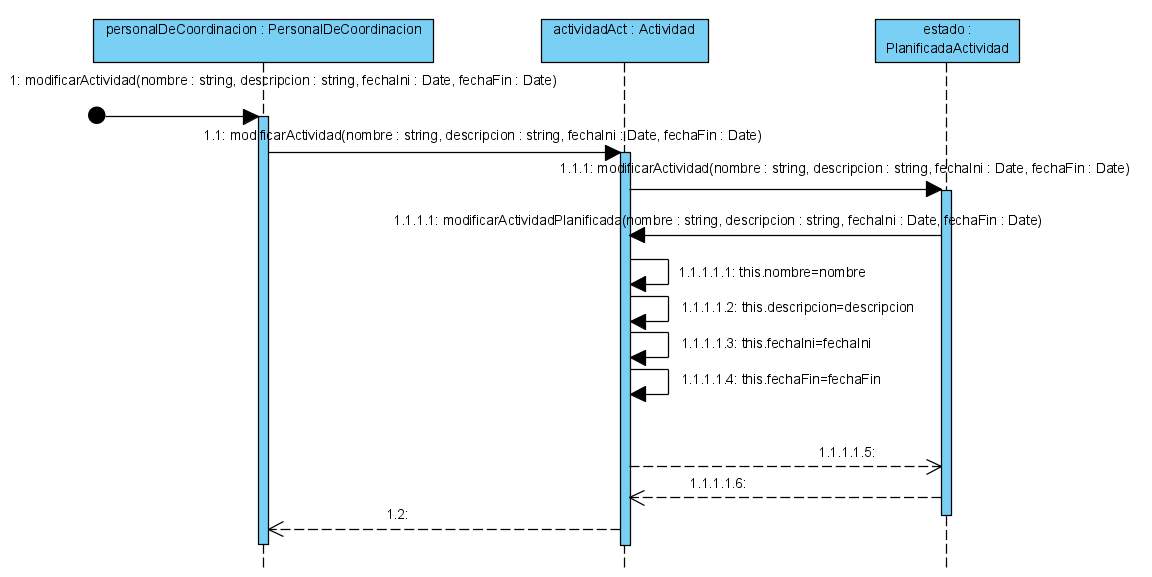 personalDeCoordinacion : PersonalDeCoordinacion
actividadAct : Actividad
estado :
PlanificadaActividad
1: modificarActividad(nombre : string, descripcion : string, fechaIni : Date, fechaFin : Date)
1.1: modificarActividad(nombre : string, descripcion : string, fechaIni : Date, fechaFin : Date)
1.1.1: modificarActividad(nombre : string, descripcion : string, fechaIni : Date, fechaFin : Date)
1.1.1.1: modificarActividadPlanificada(nombre : string, descripcion : string, fechaIni : Date, fechaFin : Date)
1.1.1.1.1: this.nombre=nombre
1.1.1.1.2: this.descripcion=descripcion
1.1.1.1.3: this.fechaIni=fechaIni
1.1.1.1.4: this.fechaFin=fechaFin
1.1.1.1.5:
1.1.1.1.6:
1.2: